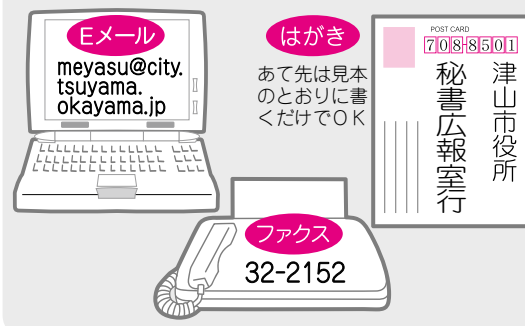 Eメール
meyasu@city.
tsuyama.
okayama.jp
はがき
あて先は見本
のとおりに書
くだけでOK
POST CARD
708-8501
津山市役所
秘書広報室行
ファクス
32-2152